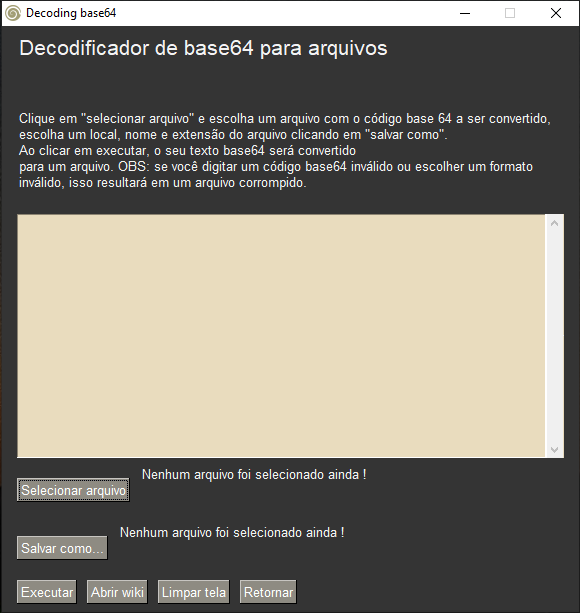 Decoding base64
Decodificador de base64 para arquivos
Clique em "selecionar arquivo" e escolha um arquivo com o código base 64 a ser convertido,
escolha um local, nome e extensão do arquivo clicando em "salvar como".
Ao clicar em executar, o seu texto base64 será convertido
para um arquivo. OBS: se você digitar um código base64 inválido ou escolher um formato
inválido, isso resultará em um arquivo corrompido.
Nenhum arquivo foi selecionado ainda !
Selecionar arquivo
Nenhum arquivo foi selecionado ainda !
Salvar como...
Executar Abrir wiki Limpar tela Retornar